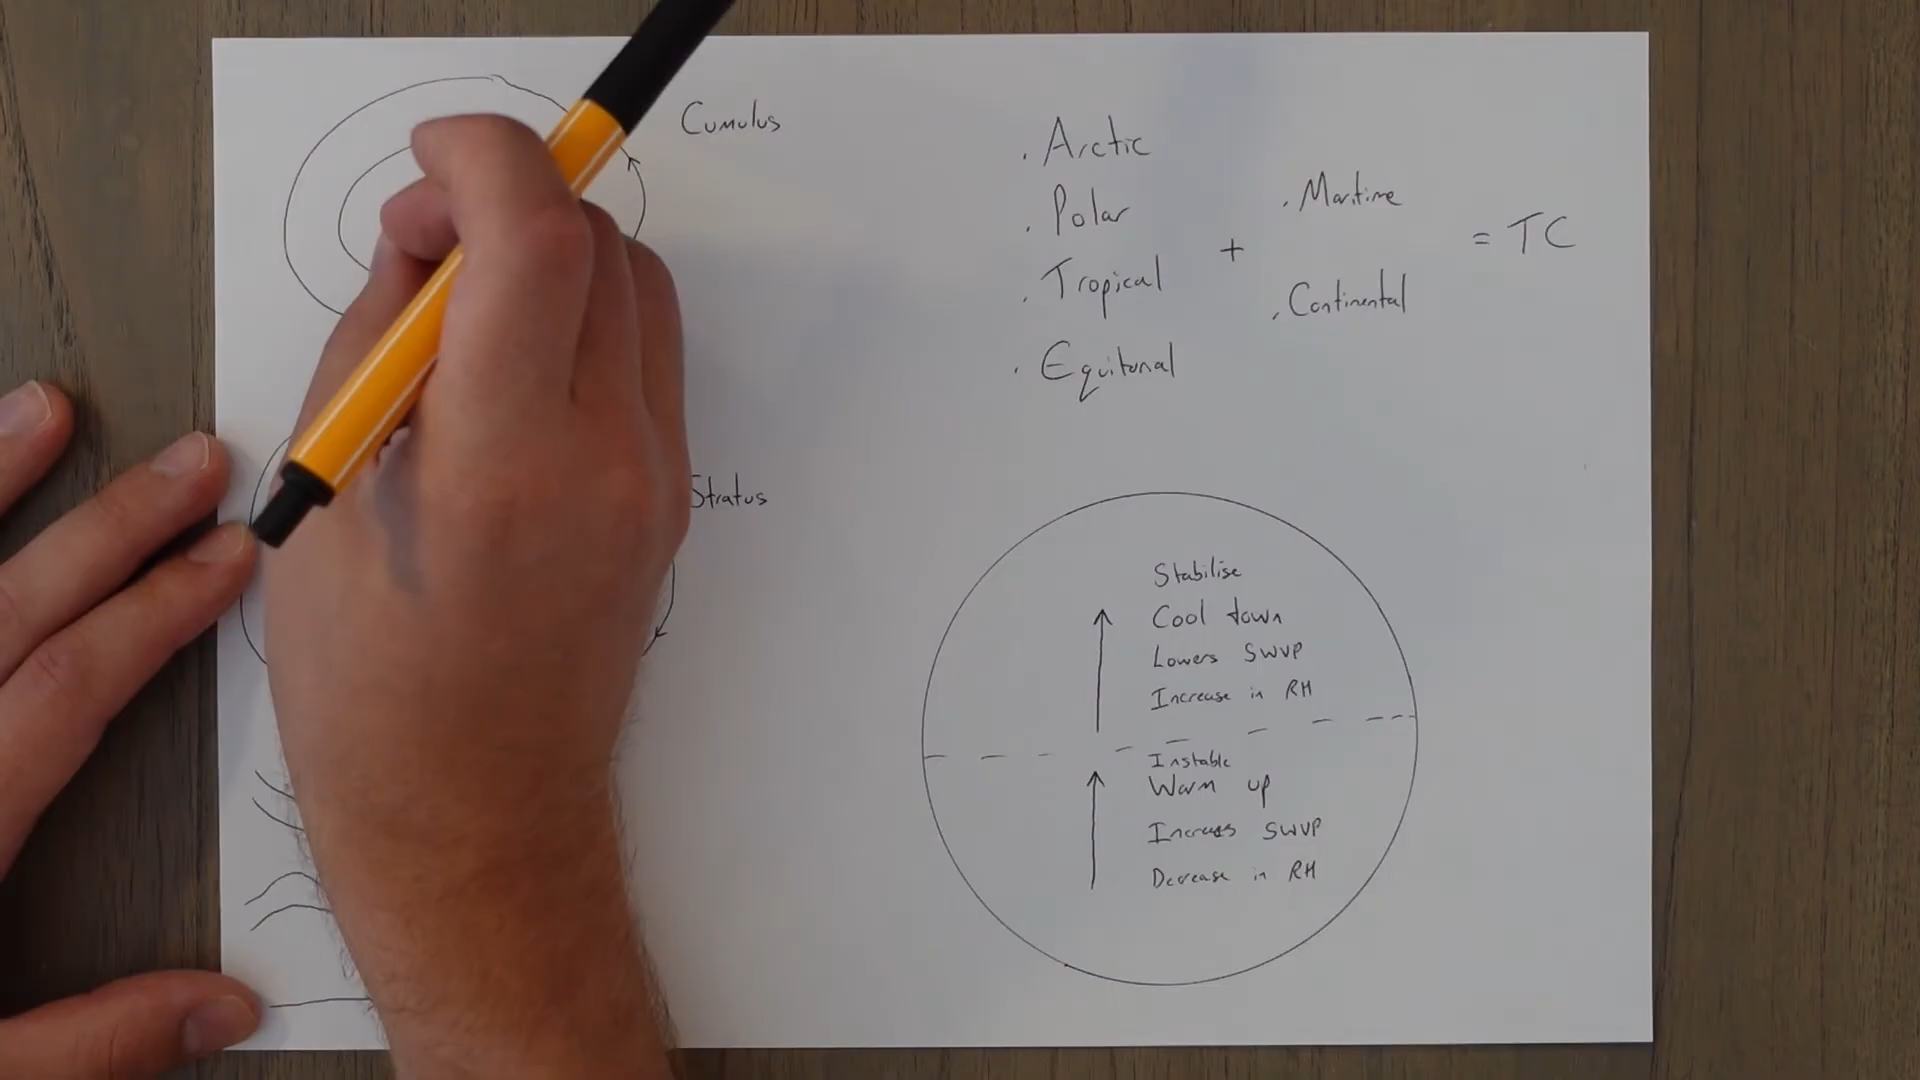 Cumulus
. Arctic
. Polar
. Tropical
. Equitorial
+
. Maritime
. Continental
= TC
Stratus
Stabilise
Cool down
Lowers SWVP
Increase in RH
Instable
Warm up
Increases SWVP
Decrease in RH